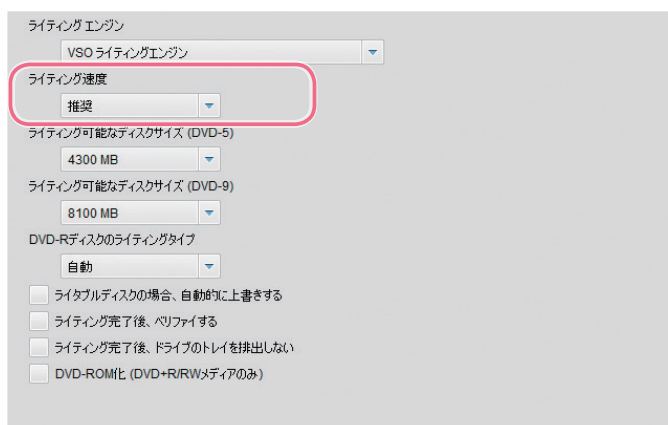 ライティング エンジン
VSO ライティングエンジン
ライティング速度
推奨
ライティング可能なディスクサイズ (DVD-5)
4300 MB
ライティング可能なディスクサイズ (DVD-9)
8100 MB
DVD-Rディスクのライティングタイプ
自動
ライタブルディスクの場合、自動的に上書きする
ライティング完了後、ベリファイする
ライティング完了後、ドライブのトレイを排出しない
DVD-ROM化 (DVD+R/RWメディアのみ)